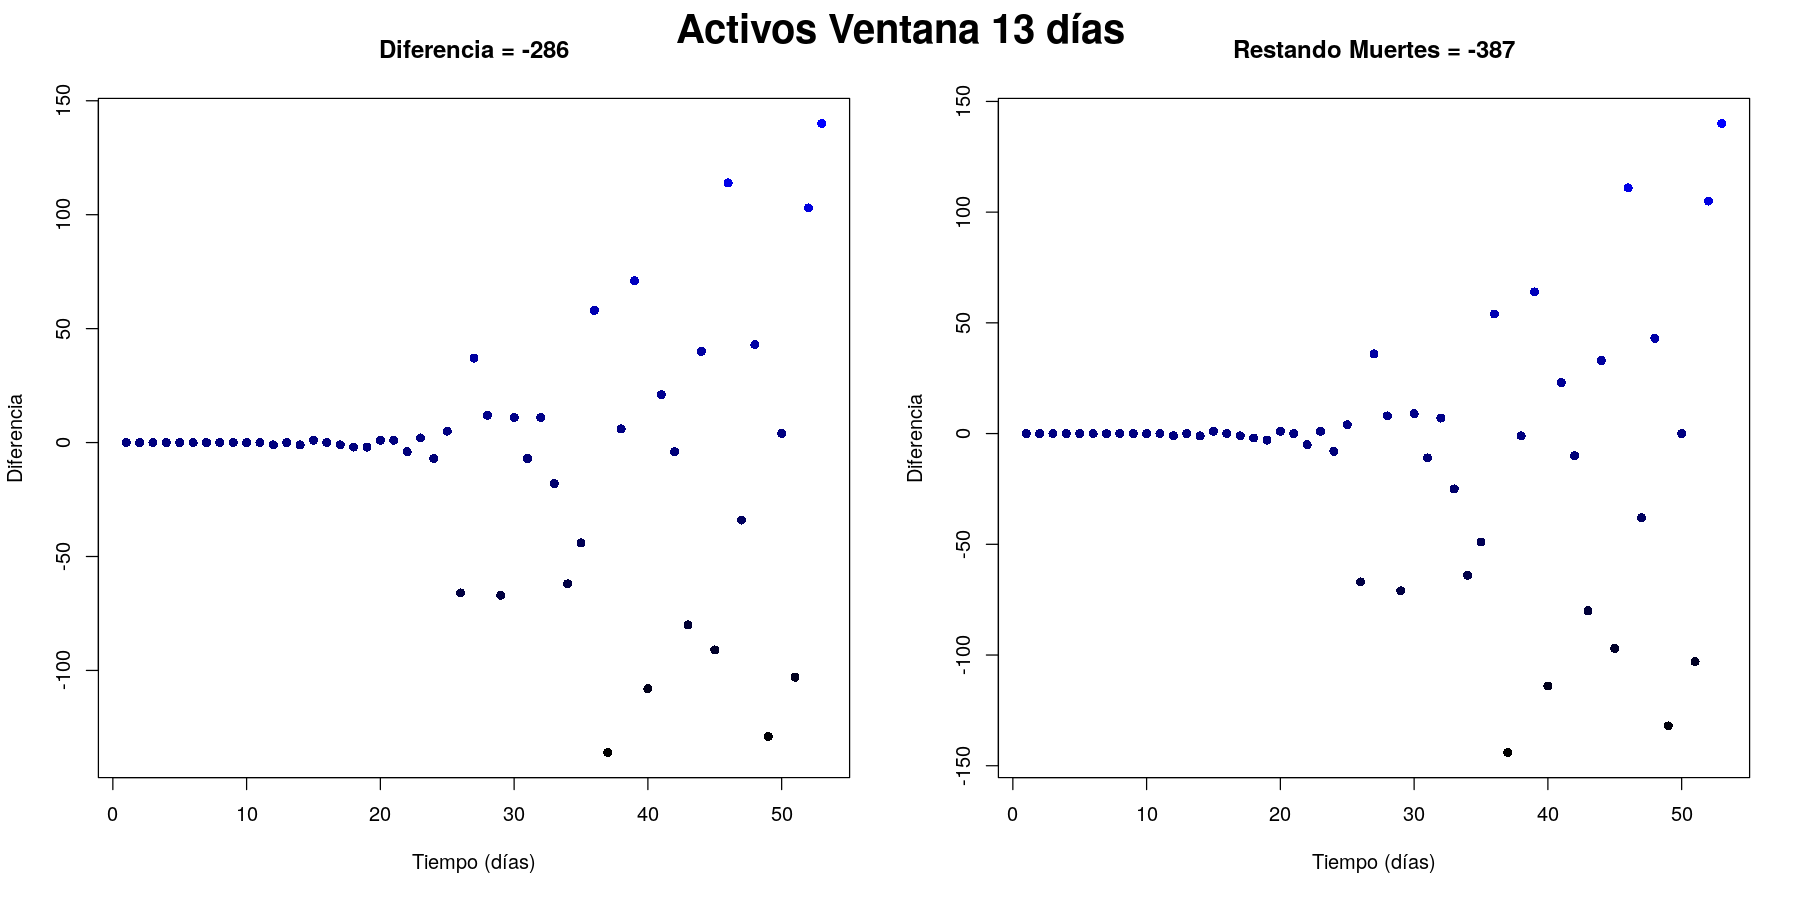 Activos Ventana 13 días
Diferencia = -286
150
100
50
0
-50
-100
Diferencia
0 10 20 30 40 50
Tiempo (días)
Restando Muertes = -387
150
100
50
0
-50
-100
-150
Diferencia
0 10 20 30 40 50
Tiempo (días)